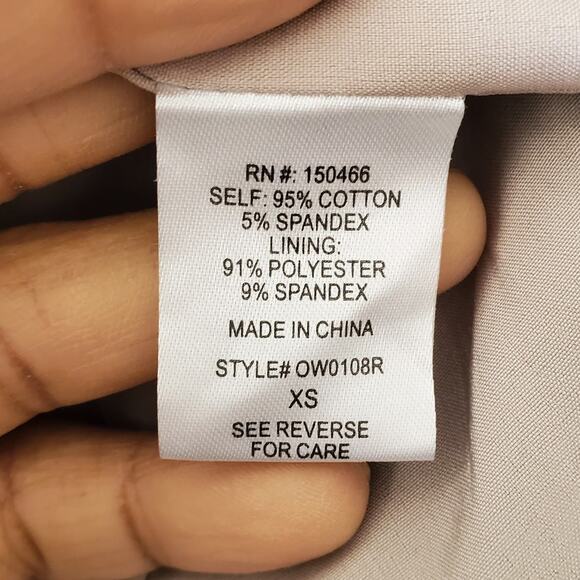 RN #: 150466
SELF: 95% COTTON
5% SPANDEX
LINING:
91% POLYESTER
9% SPANDEX
MADE IN CHINA
STYLE# OW0108R
XS
SEE REVERSE
FOR CARE